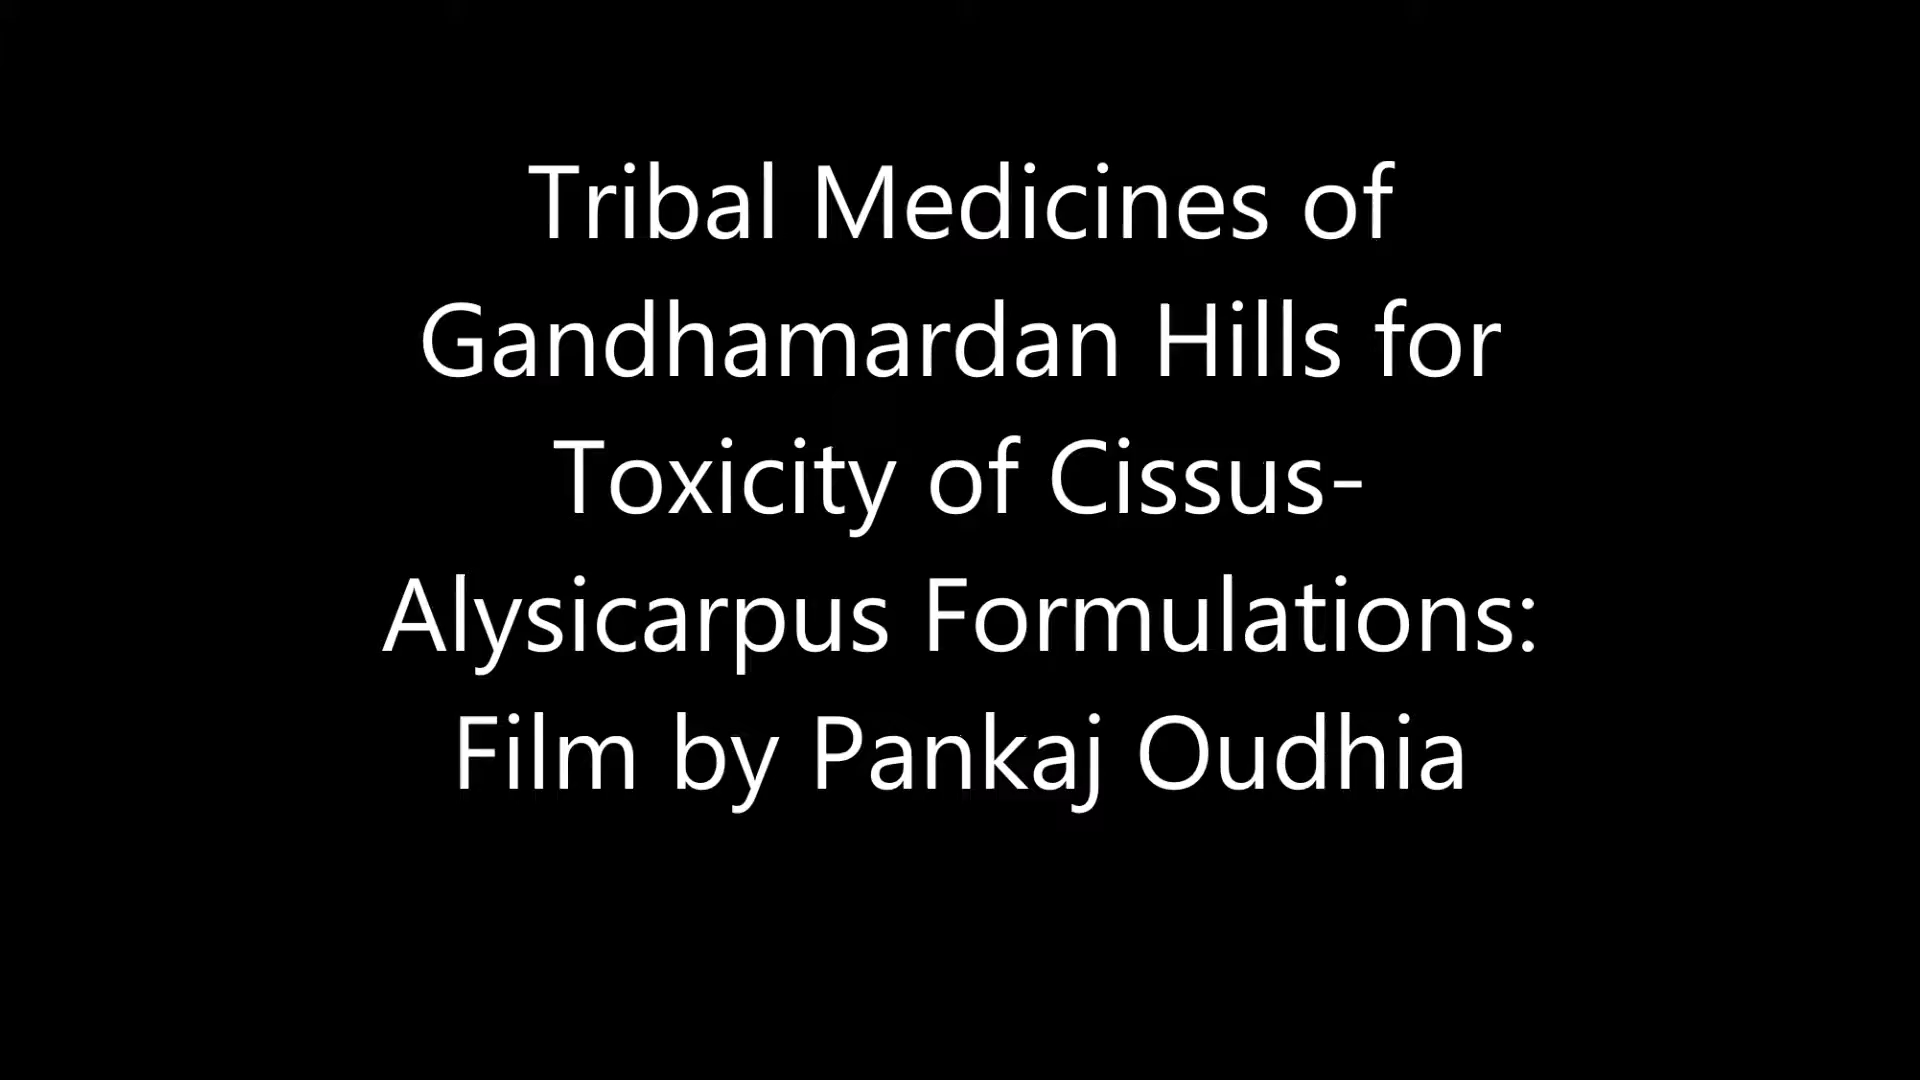 Tribal Medicines of
Gandhamardan Hills for
Toxicity of Cissus-
Alysicarpus Formulations:
Film by Pankaj Oudhia